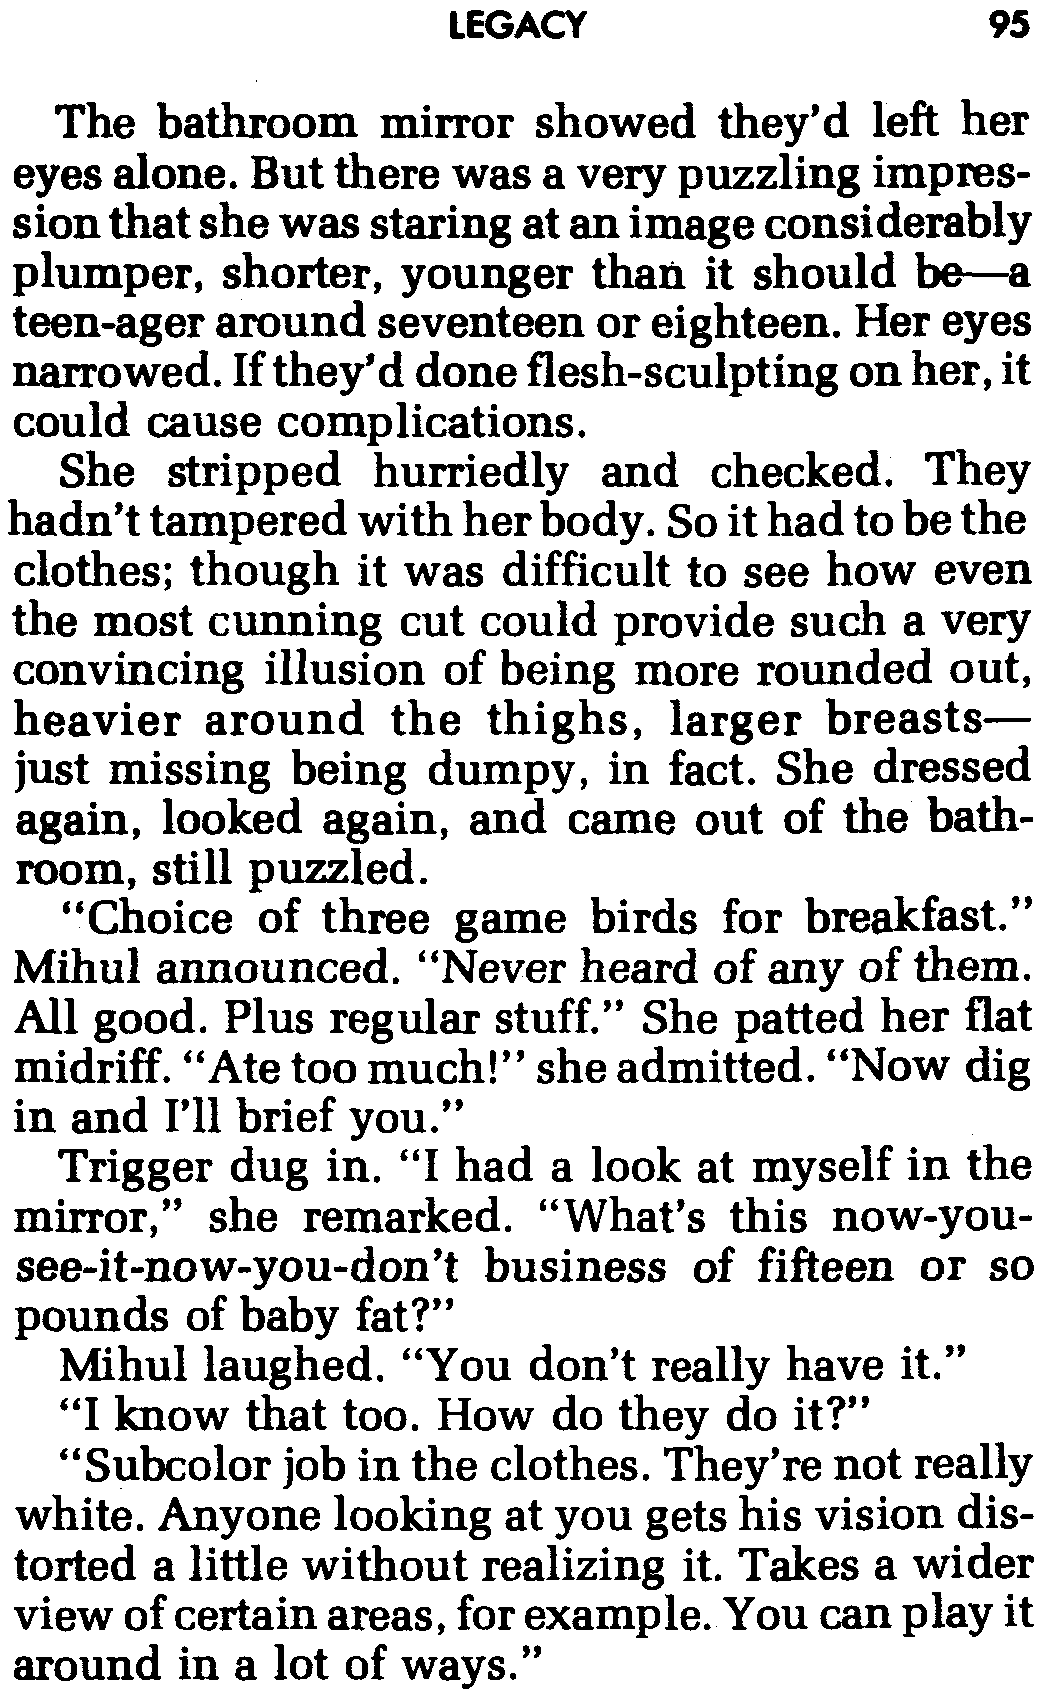 LEGACY 95
The bathroom mirror showed they'd left her
eyes alone. But there was a very puzzling impres-
sion that she was staring at an image considerably
plumper, shorter, younger than it should be—a
teen-ager around seventeen or eighteen. Her eyes
narrowed. If they'd done flesh-sculpting on her, it
could cause complications.
She stripped hurriedly and checked. They
hadn't tampered with her body. So it had to be the
clothes; though it was difficult to see how even
the most cunning cut could provide such a very
convincing illusion of being more rounded out,
heavier around the thighs, larger breasts—
just missing being dumpy, in fact. She dressed
again, looked again, and came out of the bath-
room, still puzzled.
"Choice of three game birds for breakfast."
Mihul announced. "Never heard of any of them.
All good. Plus regular stuff." She patted her flat
midriff. "Ate too much!" she admitted. "Now dig
in and I'll brief you."
Trigger dug in. "I had a look at myself in the
mirror," she remarked. "What's this now-you-
see-it-now-you-don't business of fifteen or so
pounds of baby fat?"
Mihul laughed. "You don't really have it."
"I know that too. How do they do it?"
"Subcolor job in the clothes. They're not really
white. Anyone looking at you gets his vision dis-
torted a little without realizing it. Takes a wider
view of certain areas, for example. You can play it
around in a lot of ways."